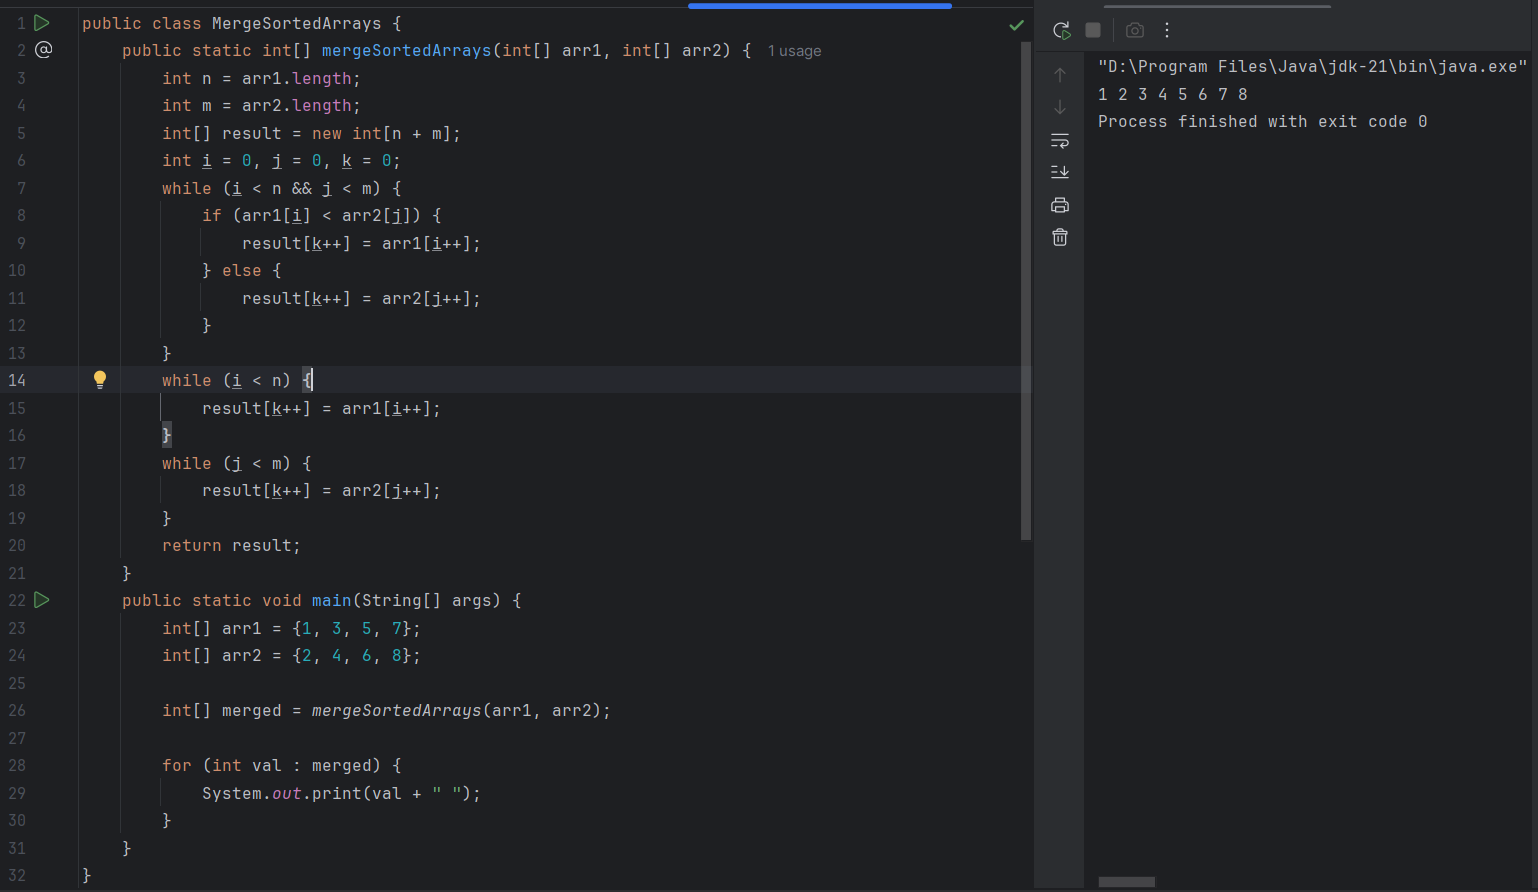 1 public class MergeSortedArrays {
2 @ public static int[] mergeSortedArrays(int[] arr1, int[] arr2) { 1 usage
3 int n = arr1.length;
4 int m = arr2.length;
5 int[] result = new int[n + m];
6 int i = 0, j = 0, k = 0;
7 while (i < n && j < m) {
8 if (arr1[i] < arr2[j]) {
9 result[k++] = arr1[i++];
10 } else {
11 result[k++] = arr2[j++];
12 }
13 }
14 while (i < n) {
15 result[k++] = arr1[i++];
16 }
17 while (j < m) {
18 result[k++] = arr2[j++];
19 }
20 return result;
21 }
22 public static void main(String[] args) {
23 int[] arr1 = {1, 3, 5, 7};
24 int[] arr2 = {2, 4, 6, 8};
25
26 int[] merged = mergeSortedArrays(arr1, arr2);
27
28 for (int val : merged) {
29 System.out.print(val + " ");
30 }
31 }
32 }
"D:\Program Files\Java\jdk-21\bin\java.exe"
1 2 3 4 5 6 7 8
Process finished with exit code 0